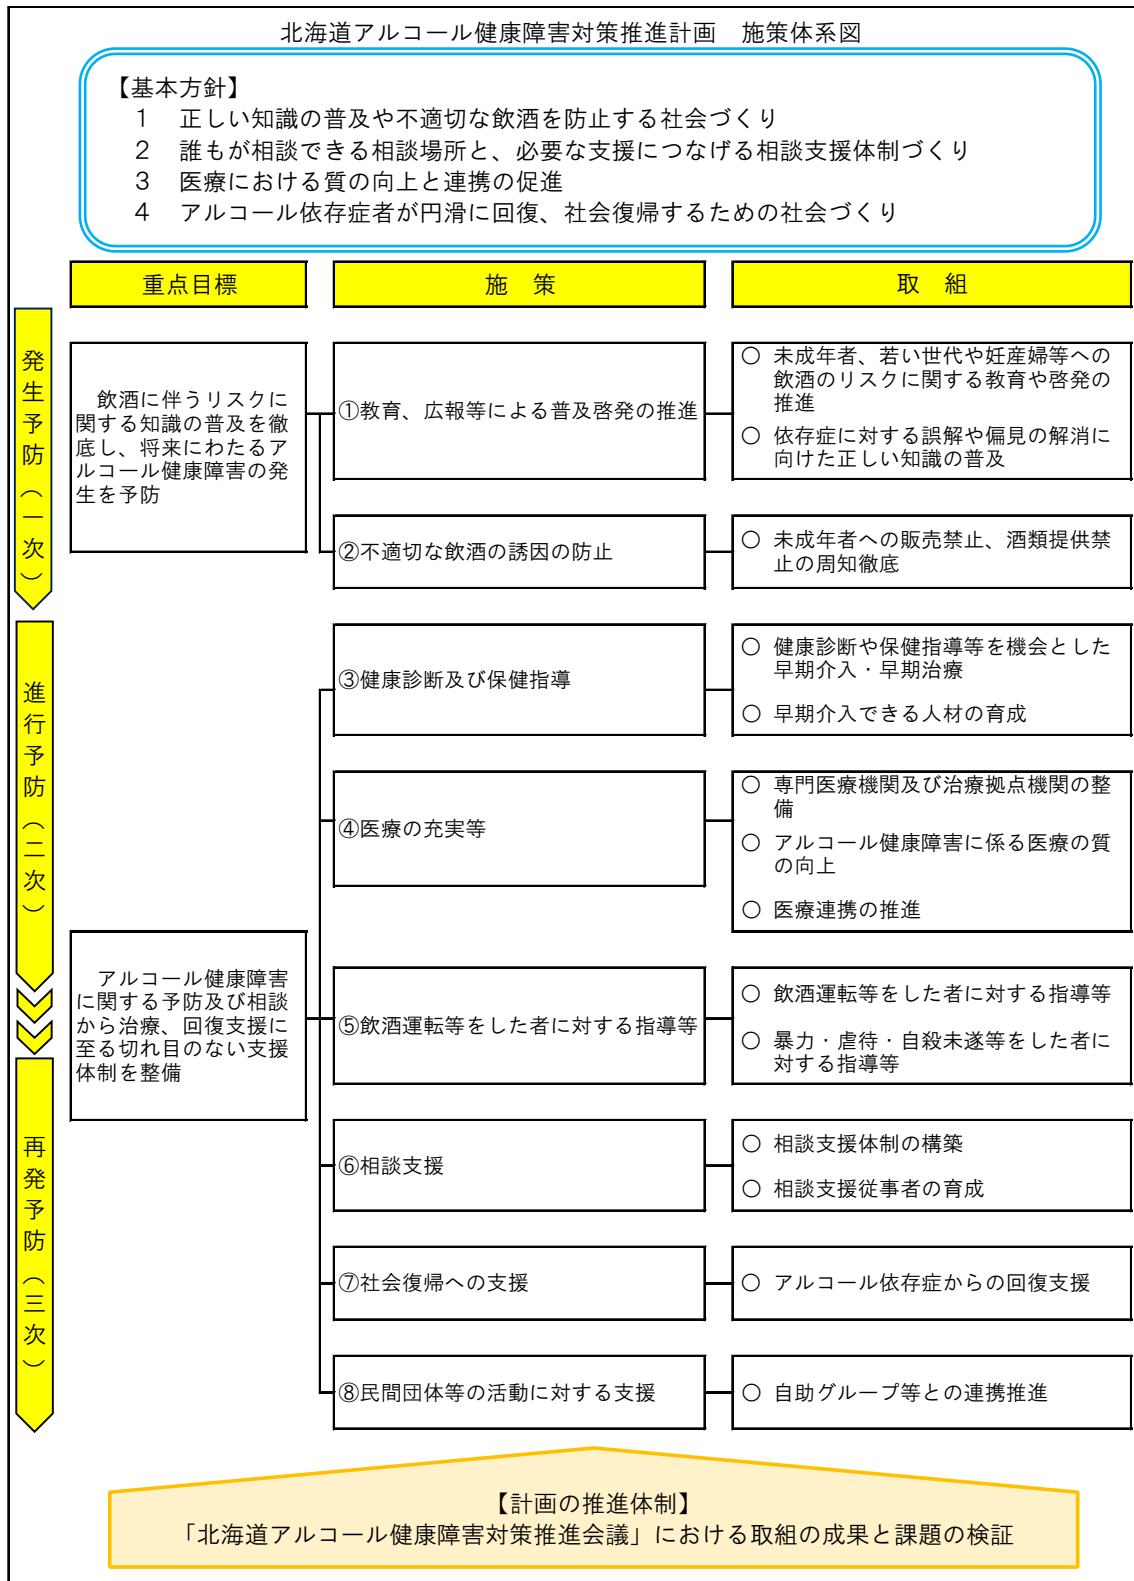 北海道アルコール健康障害対策推進計画　施策体系図
【基本方針】
1　正しい知識の普及や不適切な飲酒を防止する社会づくり
2　誰もが相談できる相談場所と、必要な支援につなげる相談支援体制づくり
3　医療における質の向上と連携の促進
4　アルコール依存症者が円滑に回復、社会復帰するための社会づくり
重点目標
施　策
取　組
発生予防（一次）
飲酒に伴うリスクに
関する知識の普及を徹
底し、将来にわたるア
ルコール健康障害の発
生を予防
①教育、広報等による普及啓発の推進
○ 未成年者、若い世代や妊産婦等への
飲酒のリスクに関する教育や啓発の
推進
○ 依存症に対する誤解や偏見の解消に
向けた正しい知識の普及
②不適切な飲酒の誘因の防止
○ 未成年者への販売禁止、酒類提供禁
止の周知徹底
進行予防（二次）
再発予防（三次）
アルコール健康障害
に関する予防及び相談
から治療、回復支援に
至る切れ目のない支援
体制を整備
③健康診断及び保健指導
○ 健康診断や保健指導等を機会とした
早期介入・早期治療
○ 早期介入できる人材の育成
④医療の充実等
○ 専門医療機関及び治療拠点機関の整
備
○ アルコール健康障害に係る医療の質
の向上
○ 医療連携の推進
⑤飲酒運転等をした者に対する指導等
○ 飲酒運転等をした者に対する指導等
○ 暴力・虐待・自殺未遂等をした者に
対する指導等
⑥相談支援
○ 相談支援体制の構築
○ 相談支援従事者の育成
⑦社会復帰への支援
○ アルコール依存症からの回復支援
⑧民間団体等の活動に対する支援
○ 自助グループ等との連携推進
【計画の推進体制】
「北海道アルコール健康障害対策推進会議」における取組の成果と課題の検証